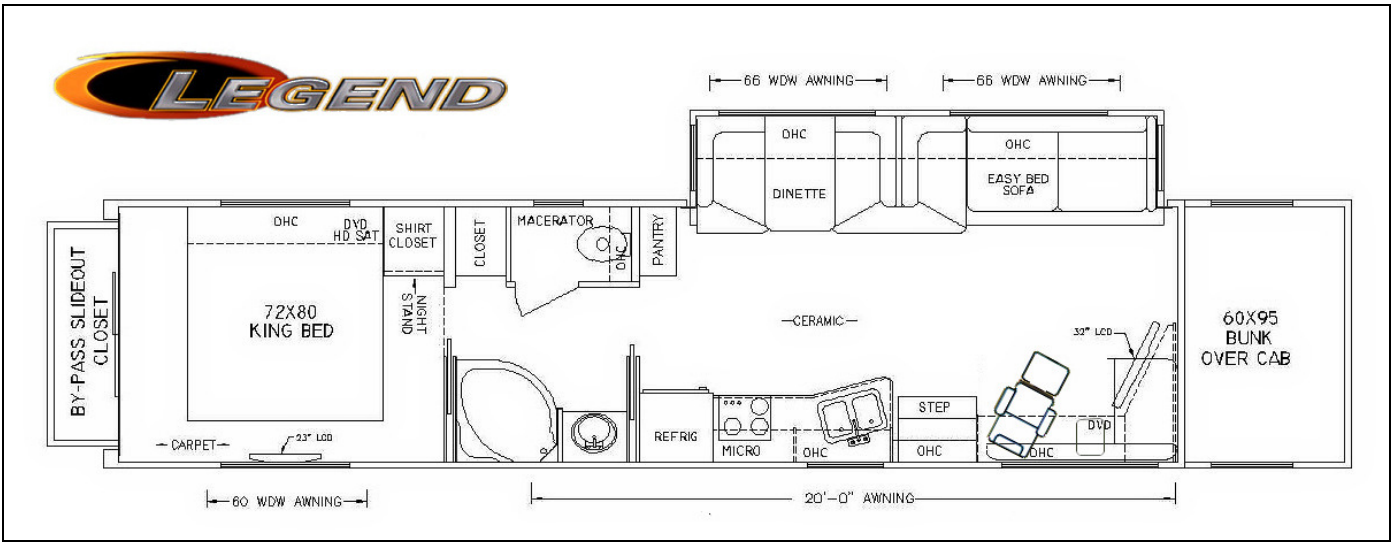 LEGEND
66 WDW AWNING
66 WDW AWNING
OHC
DINETTE
OHC
EASY BED
SOFA
BY-PASS SLIDEOUT
CLOSET
OHC
DVD
HD SAT
SHIRT
CLOSET
CLOSET
MACERATOR
OHC
PANTRY
72X80
KING BED
NIGHT
STAND
CERAMIC
32" LCD
60X95
BUNK
OVER CAB
CARPET
23" LCD
REFRIG
MICRO
OHC
STEP
OHC
OHC
DVD
60 WDW AWNING
20'-0" AWNING